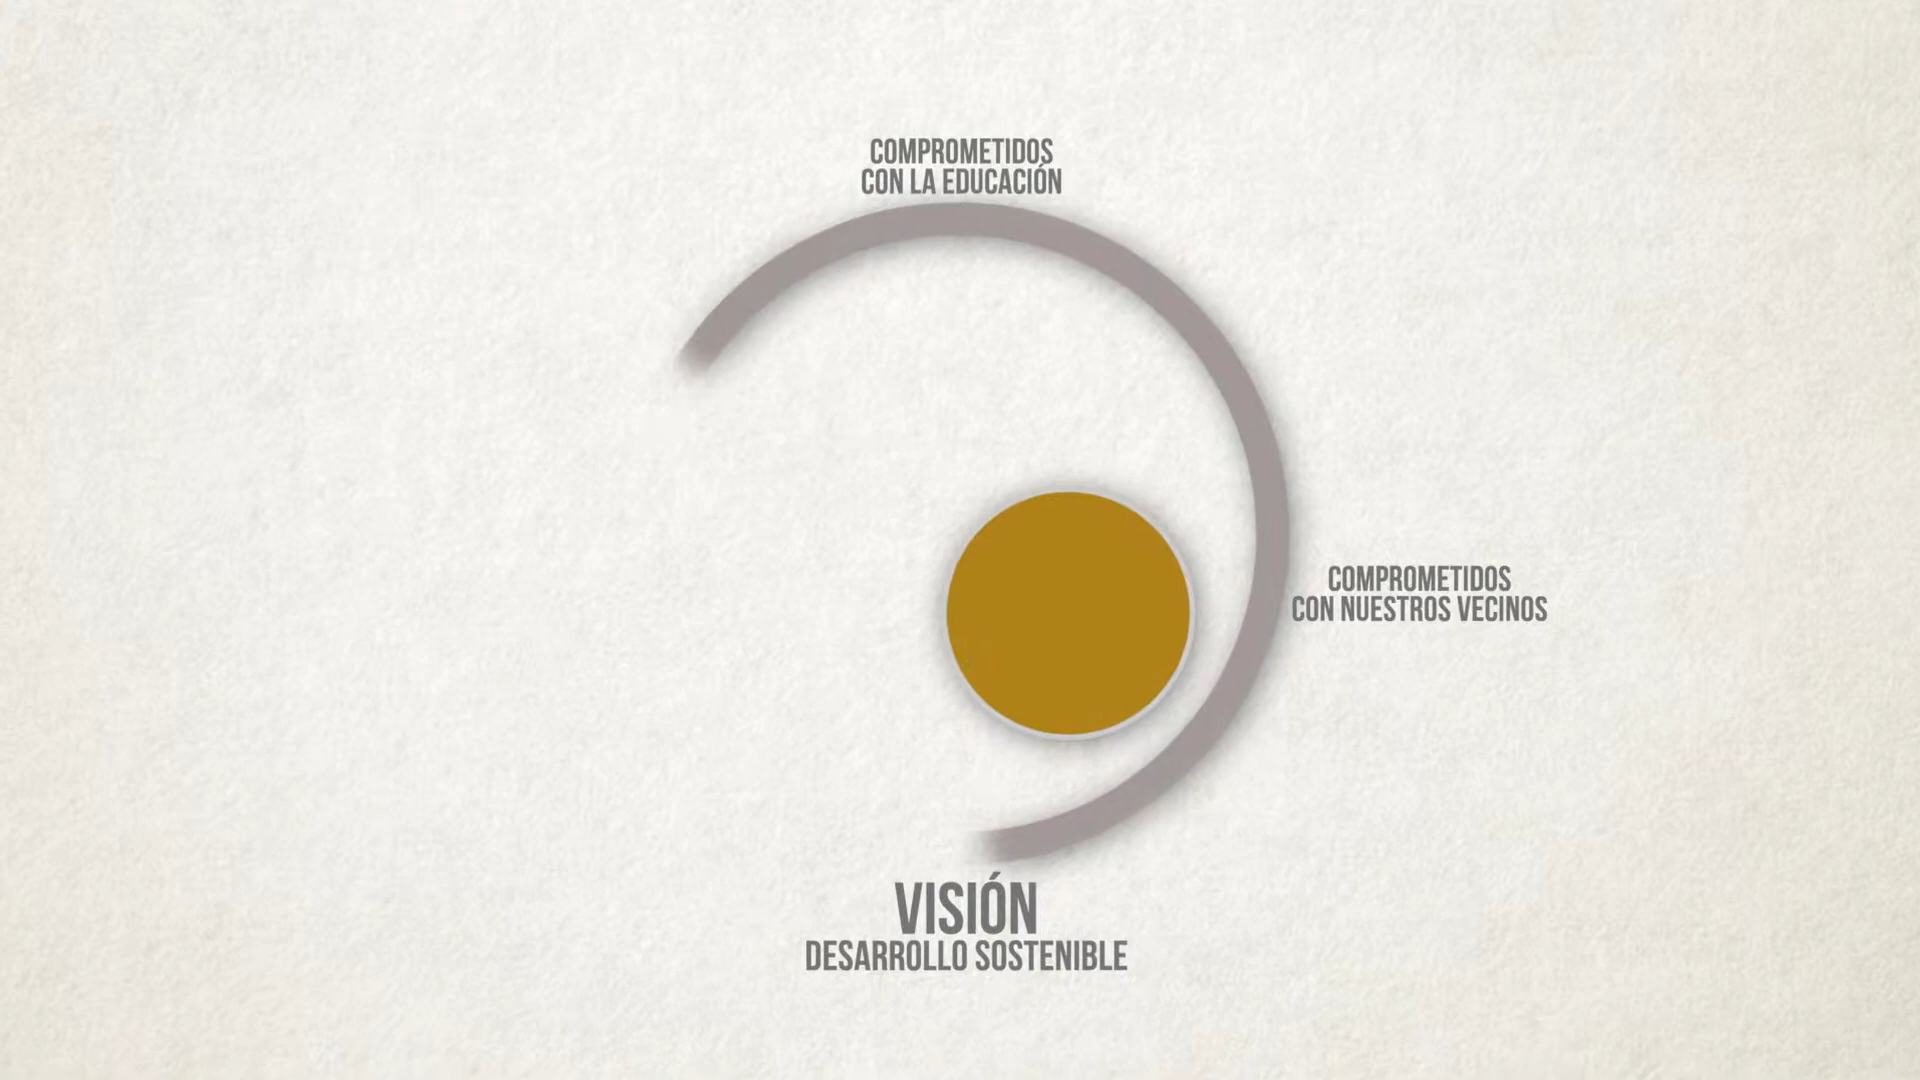 COMPROMETIDOS
CON LA EDUCACIÓN
COMPROMETIDOS
CON NUESTROS VECINOS
VISIÓN
DESARROLLO SOSTENIBLE